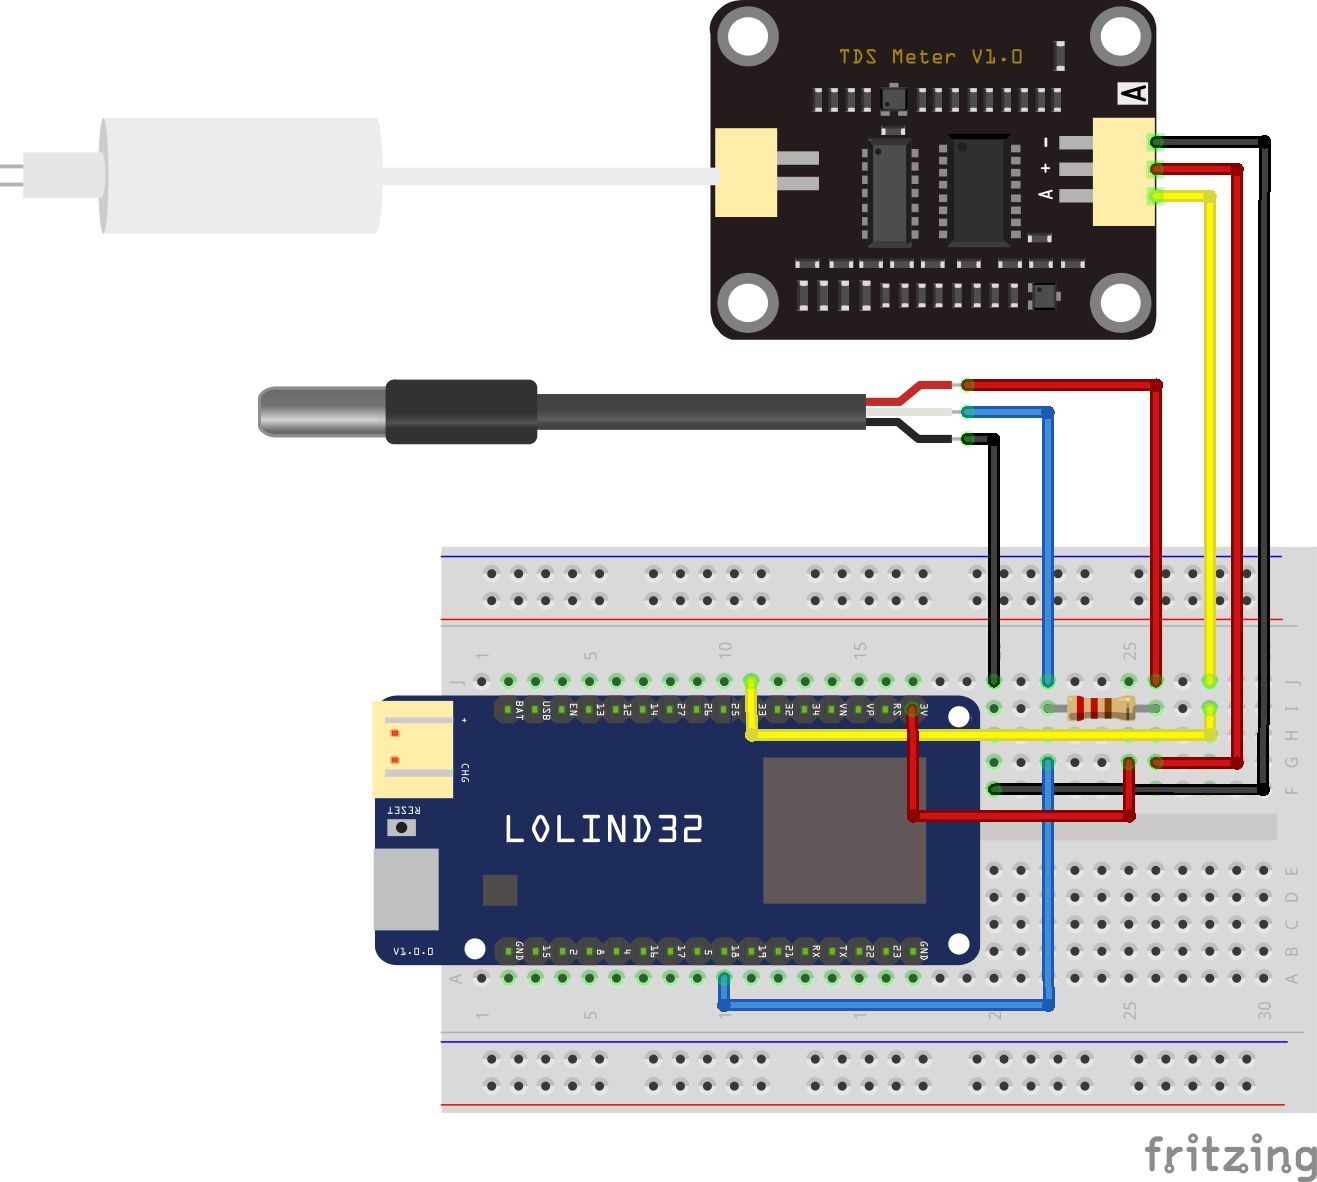 TDS Meter V1.0
A
-
+
A
1 5 10 15 25
J J
BAT USB EN 13 12 14 27 26 25 33 32 34 VN VP RS 3V
I
+
H
G
CHG
F
RESET
LOLIND32
E
D
C
GND 15 2 4 16 17 5 18 19 21 RX TX 22 23 GND
V1.0.0
B
A A
1 5 1 1 2 25 30
fritzing